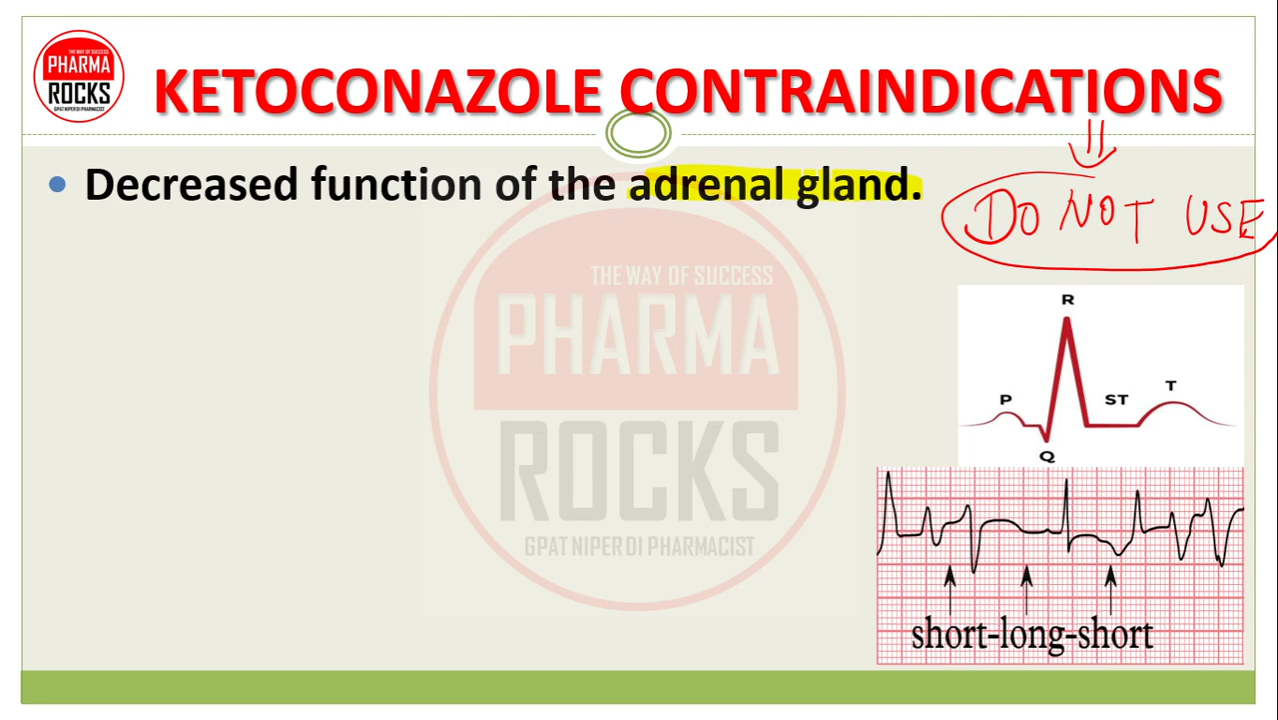 THE WAY OF SUCCESS
PHARMA
ROCKS
GPAT NIPER DI PHARMACIST
KETOCONAZOLE CONTRAINDICATIONS
• Decreased function of the adrenal gland.
DO NOT USE
THE WAY OF SUCCESS
PHARMA
ROCKS
GPAT NIPER DI PHARMACIST
R
P
ST
T
Q
short-long-short